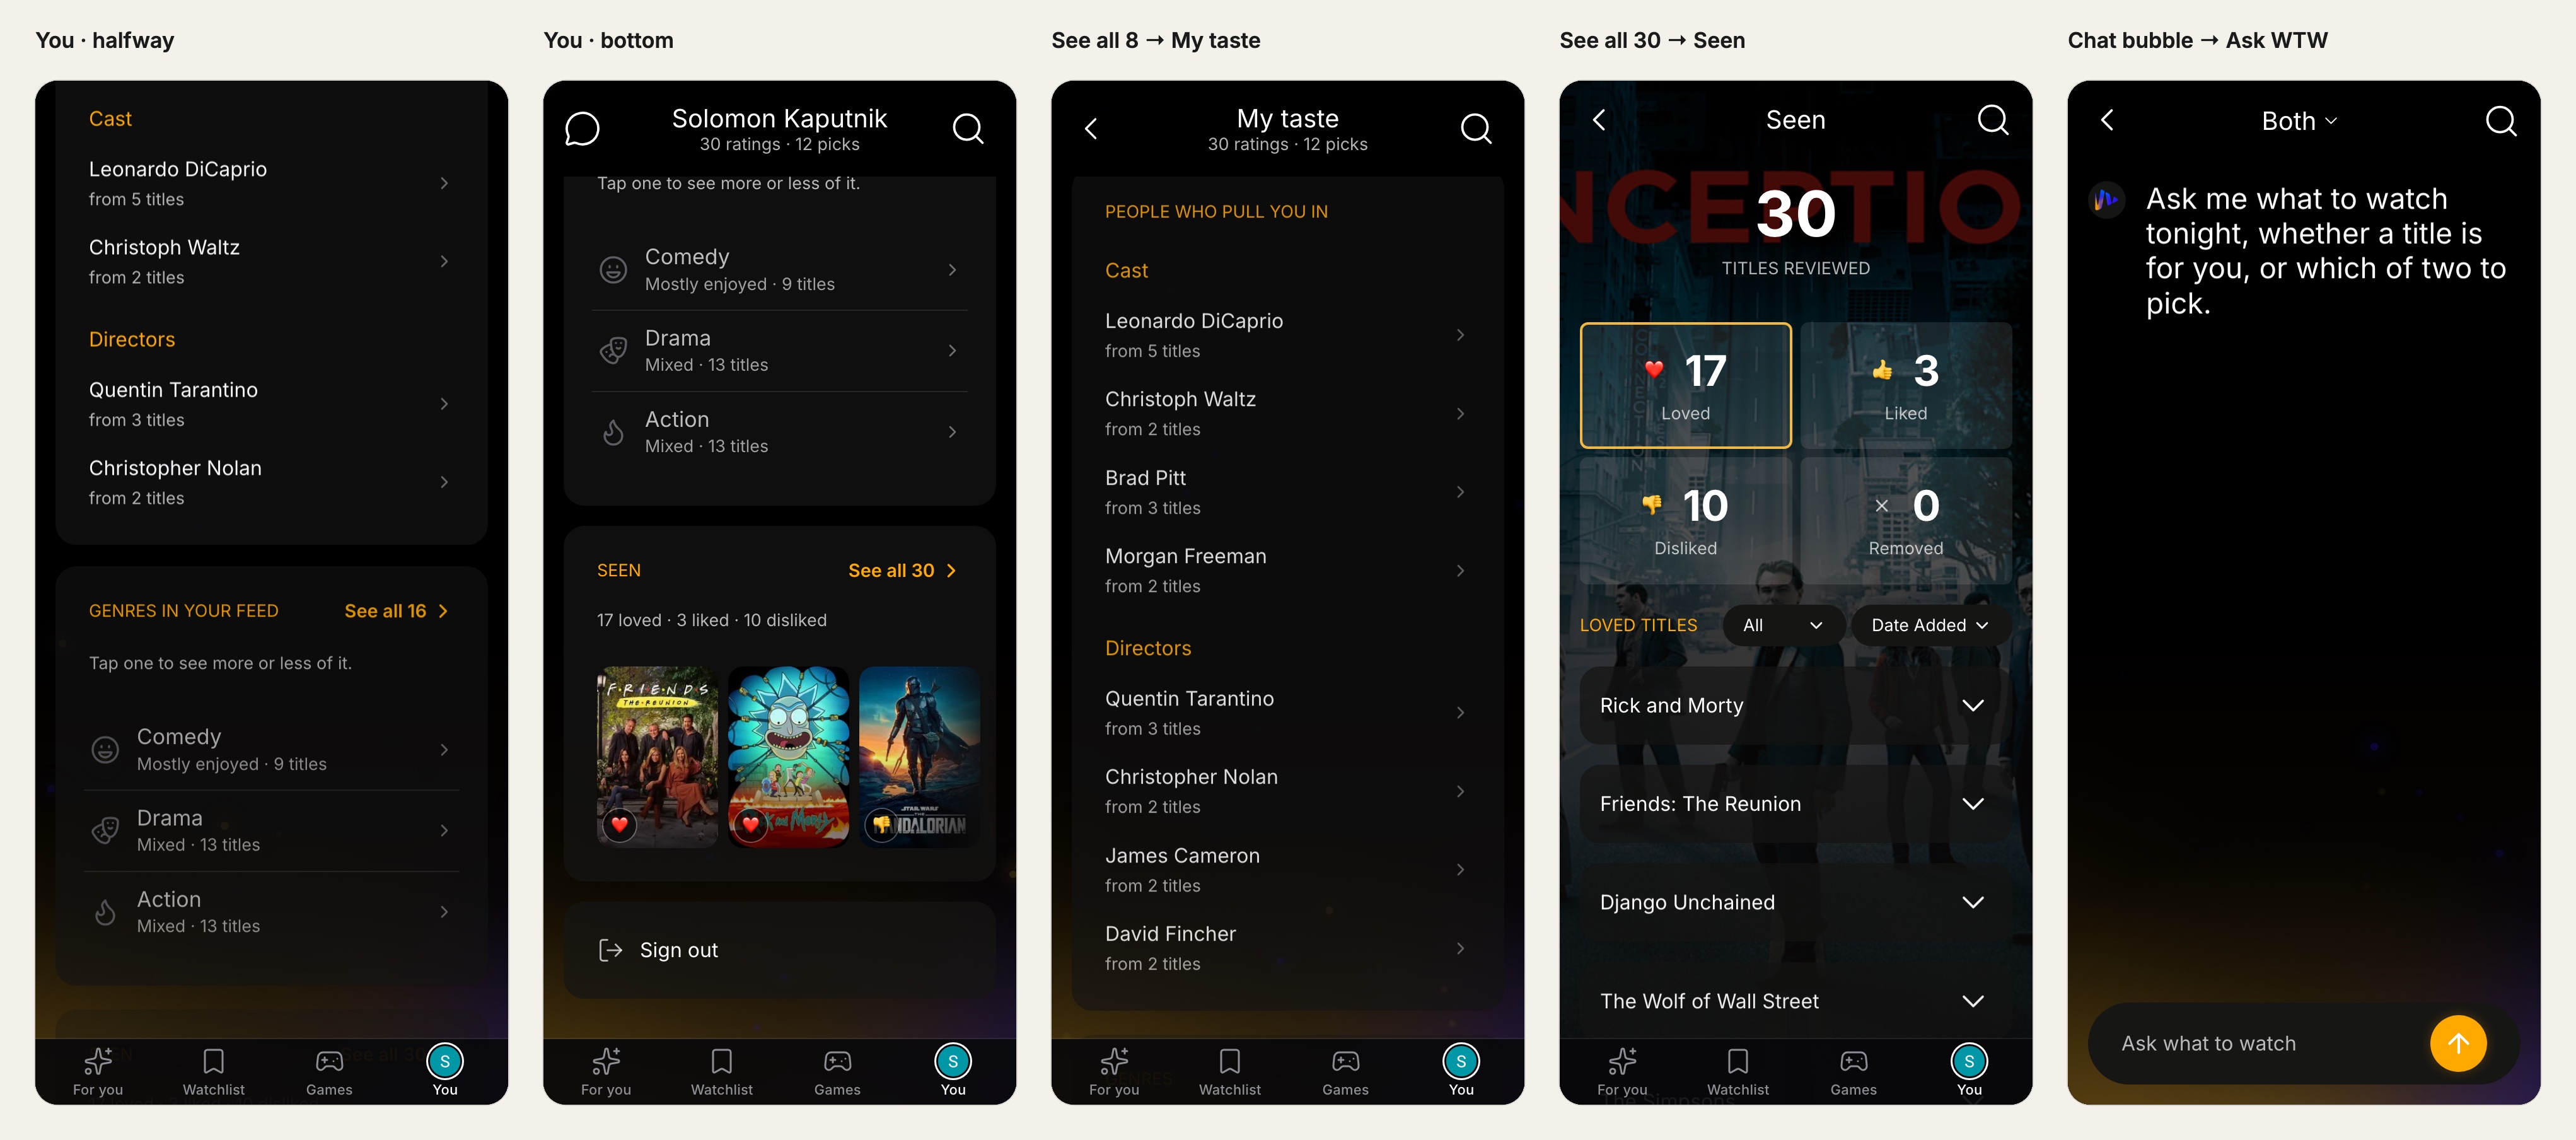 You · halfway
Cast
Leonardo DiCaprio
from 5 titles
Christoph Waltz
from 2 titles
Directors
Quentin Tarantino
from 3 titles
Christopher Nolan
from 2 titles
GENRES IN YOUR FEED
See all 16
Tap one to see more or less of it.
Comedy
Mostly enjoyed · 9 titles
Drama
Mixed · 13 titles
Action
Mixed · 13 titles
See all 30
For you
Watchlist
Games
S
You
You · bottom
Solomon Kaputnik
30 ratings · 12 picks
Tap one to see more or less of it.
Comedy
Mostly enjoyed · 9 titles
Drama
Mixed · 13 titles
Action
Mixed · 13 titles
SEEN
See all 30
17 loved · 3 liked · 10 disliked
FRIENDS
THE REUNION
STAR WARS
THE
MANDALORIAN
Sign out
For you
Watchlist
Games
S
You
See all 8 → My taste
My taste
30 ratings · 12 picks
PEOPLE WHO PULL YOU IN
Cast
Leonardo DiCaprio
from 5 titles
Christoph Waltz
from 2 titles
Brad Pitt
from 3 titles
Morgan Freeman
from 2 titles
Directors
Quentin Tarantino
from 3 titles
Christopher Nolan
from 2 titles
James Cameron
from 2 titles
David Fincher
from 2 titles
GENRES
For you
Watchlist
Games
S
You
See all 30 → Seen
Seen
NCEPTIO
30
TITLES REVIEWED
17
Loved
3
Liked
10
Disliked
0
Removed
LOVED TITLES
All
Date Added
Rick and Morty
Friends: The Reunion
Django Unchained
The Wolf of Wall Street
The Simpsons
For you
Watchlist
Games
S
You
Chat bubble → Ask WTW
Both
Ask me what to watch
tonight, whether a title is
for you, or which of two to
pick.
Ask what to watch